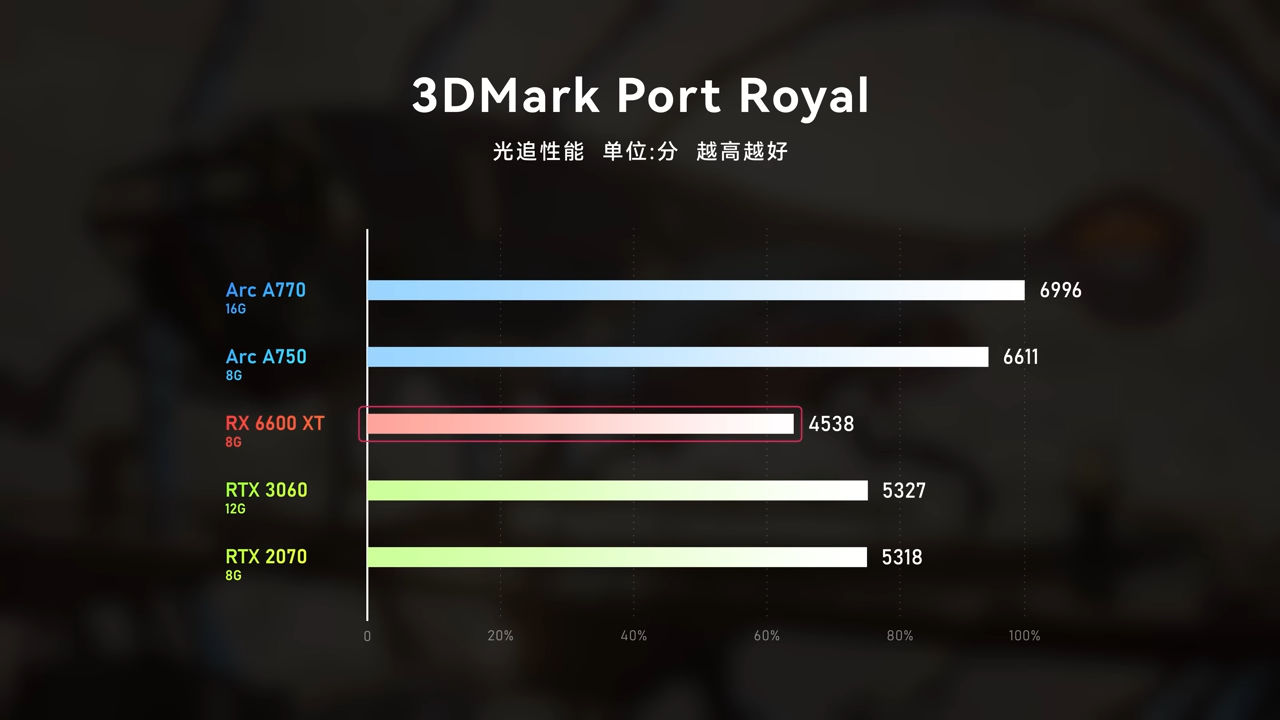 3DMark Port Royal
光追性能 单位:分 越高越好
Arc A770
16G
6996
Arc A750
8G
6611
RX 6600 XT
8G
4538
RTX 3060
12G
5327
RTX 2070
8G
5318
0 20% 40% 60% 80% 100%